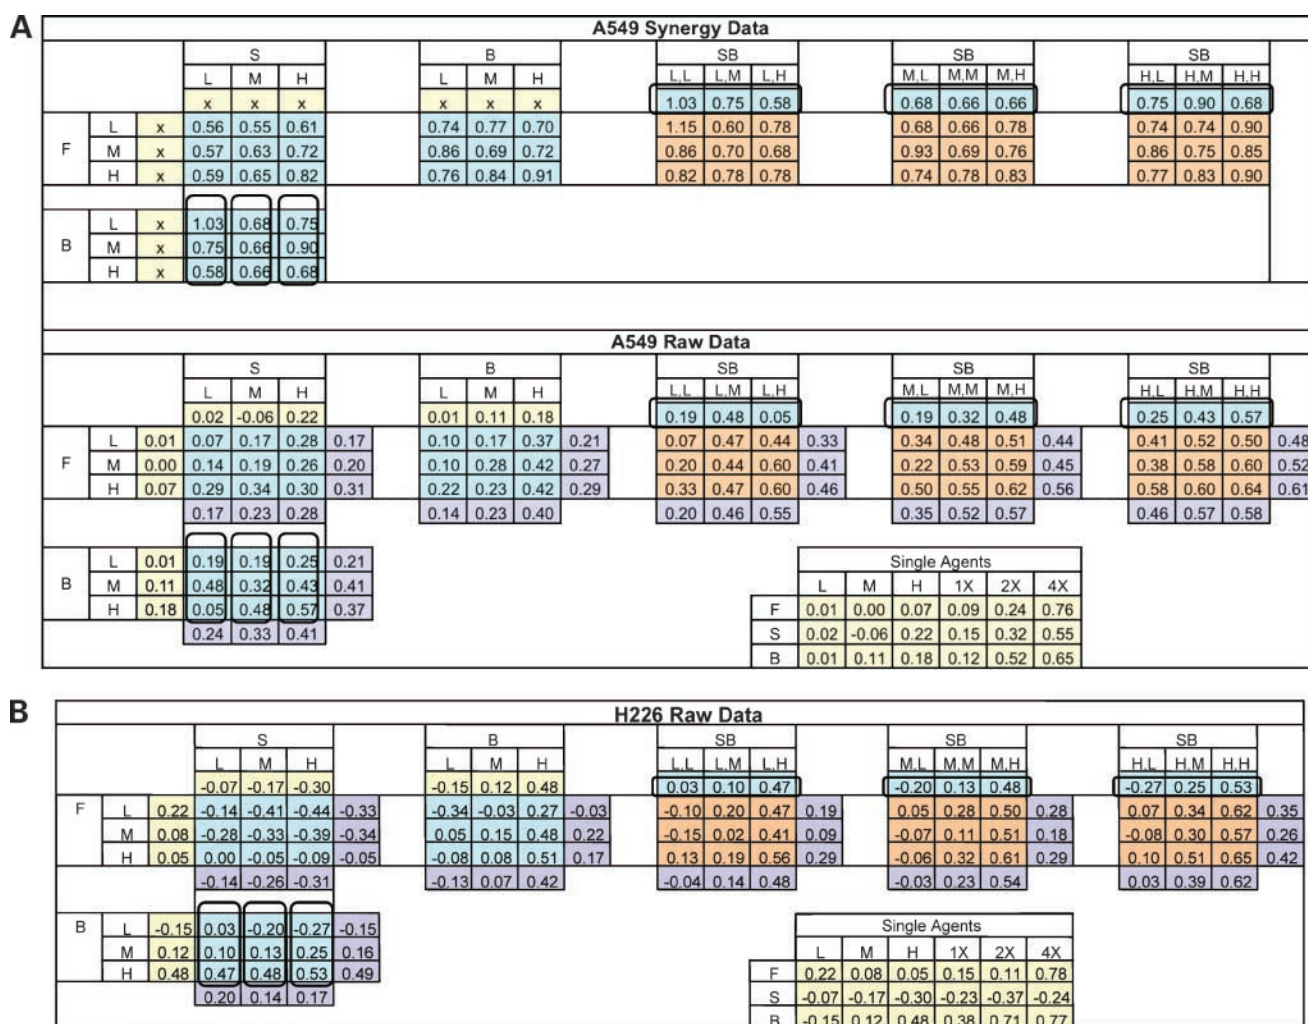 A
A549 Synergy Data
S B SB SB SB
L M H L M H L,L L,M L,H M,L M,M M,H H,L H,M H,H
x x x x x x 1.03 0.75 0.58 0.68 0.66 0.66 0.75 0.90 0.68
L x 0.56 0.55 0.61 0.74 0.77 0.70 1.15 0.60 0.78 0.68 0.66 0.78 0.74 0.74 0.90
F M x 0.57 0.63 0.72 0.86 0.69 0.72 0.86 0.70 0.68 0.93 0.69 0.76 0.86 0.75 0.85
H x 0.59 0.65 0.82 0.76 0.84 0.91 0.82 0.78 0.78 0.74 0.78 0.83 0.77 0.83 0.90
L x 1.03 0.68 0.75
B M x 0.75 0.66 0.90
H x 0.58 0.66 0.68
A549 Raw Data
S B SB SB SB
L M H L M H L,L L,M L,H M,L M,M M,H H,L H,M H,H
0.02 -0.06 0.22 0.01 0.11 0.18 0.19 0.48 0.05 0.19 0.32 0.48 0.25 0.43 0.57
L 0.01 0.07 0.17 0.28 0.17 0.10 0.17 0.37 0.21 0.07 0.47 0.44 0.33 0.34 0.48 0.51 0.44 0.41 0.52 0.50 0.48
F M 0.00 0.14 0.19 0.26 0.20 0.10 0.28 0.42 0.27 0.20 0.44 0.60 0.41 0.22 0.53 0.59 0.45 0.38 0.58 0.60 0.52
H 0.07 0.29 0.34 0.30 0.31 0.22 0.23 0.42 0.29 0.33 0.47 0.60 0.46 0.50 0.55 0.62 0.56 0.58 0.60 0.64 0.61
0.17 0.23 0.28 0.14 0.23 0.40 0.20 0.46 0.55 0.35 0.52 0.57 0.46 0.57 0.58
L 0.01 0.19 0.19 0.25 0.21
B M 0.11 0.48 0.32 0.43 0.41
H 0.18 0.05 0.48 0.57 0.37
0.24 0.33 0.41
Single Agents
L M H 1X 2X 4X
F 0.01 0.00 0.07 0.09 0.24 0.76
S 0.02 -0.06 0.22 0.15 0.32 0.55
B 0.01 0.11 0.18 0.12 0.52 0.65
B
H226 Raw Data
S B SB SB SB
L M H L M H L,L L,M L,H M,L M,M M,H H,L H,M H,H
-0.07 -0.17 -0.30 -0.15 0.12 0.48 0.03 0.10 0.47 -0.20 0.13 0.48 -0.27 0.25 0.53
F L 0.22 -0.14 -0.41 -0.44 -0.33 -0.34 -0.03 0.27 -0.03 -0.10 0.20 0.47 0.19 0.05 0.28 0.50 0.28 0.07 0.34 0.62 0.35
M 0.08 -0.28 -0.33 -0.39 -0.34 0.05 0.15 0.48 0.22 -0.15 0.02 0.41 0.09 -0.07 0.11 0.51 0.18 -0.08 0.30 0.57 0.26
H 0.05 0.00 -0.05 -0.09 -0.05 -0.08 0.08 0.51 0.17 0.13 0.19 0.56 0.29 -0.06 0.32 0.61 0.29 0.10 0.51 0.65 0.42
-0.14 -0.26 -0.31 -0.13 0.07 0.42 -0.04 0.14 0.48 -0.03 0.23 0.54 0.03 0.39 0.62
B L -0.15 0.03 -0.20 -0.27 -0.15
M 0.12 0.10 0.13 0.25 0.16
H 0.48 0.47 0.48 0.53 0.49
0.20 0.14 0.17
Single Agents
L M H 1X 2X 4X
F 0.22 0.08 0.05 0.15 0.11 0.78
S -0.07 -0.17 -0.30 -0.23 -0.37 -0.24
B -0.15 0.12 0.48 0.38 0.71 0.77